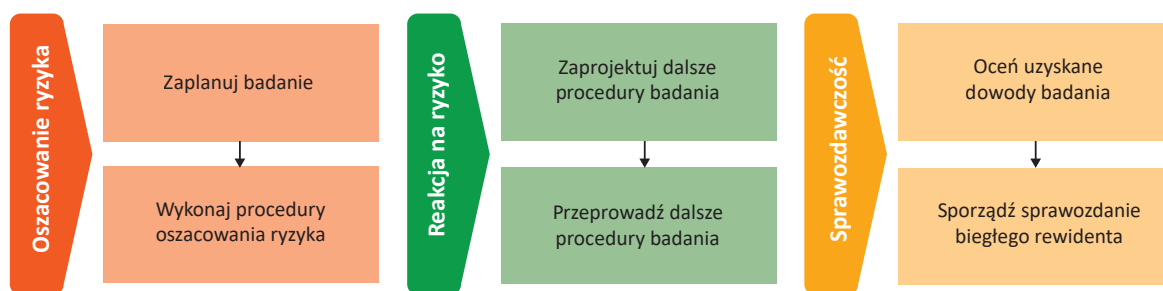 Oszacowanie ryzyka
Zaplanuj badanie
Wykonaj procedury
oszacowania ryzyka
Reakcja na ryzyko
Zaprojektuj dalsze
procedury badania
Przeprowadź dalsze
procedury badania
Sprawozdawczość
Oceń uzyskane
dowody badania
Sporządź sprawozdanie
biegłego rewidenta